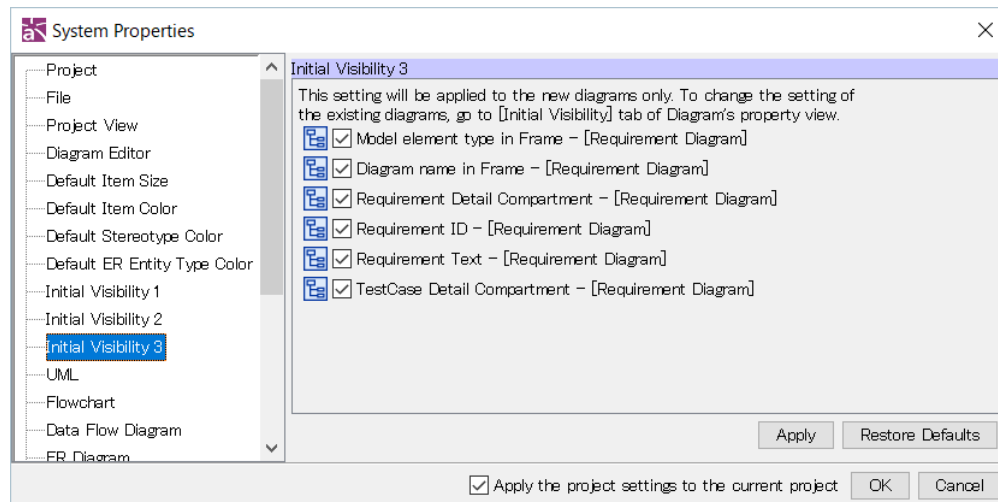 System Properties
Project
File
Project View
Diagram Editor
Default Item Size
Default Item Color
Default Stereotype Color
Default ER Entity Type Color
Initial Visibility 1
Initial Visibility 2
Initial Visibility 3
UML
Flowchart
Data Flow Diagram
ER Diagram
Initial Visibility 3
This setting will be applied to the new diagrams only. To change the setting of
the existing diagrams, go to [Initial Visibility] tab of Diagram's property view.
Model element type in Frame - [Requirement Diagram]
Diagram name in Frame - [Requirement Diagram]
Requirement Detail Compartment - [Requirement Diagram]
Requirement ID - [Requirement Diagram]
Requirement Text - [Requirement Diagram]
TestCase Detail Compartment - [Requirement Diagram]
Apply
Restore Defaults
Apply the project settings to the current project
OK
Cancel